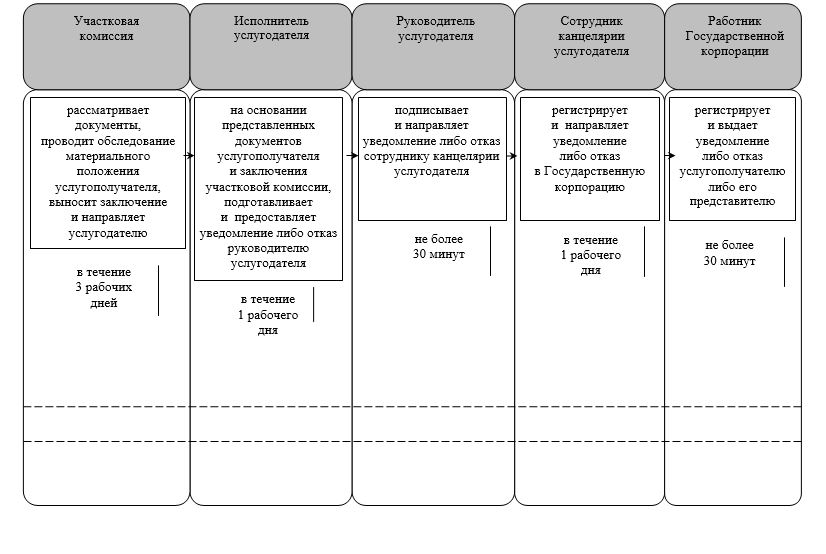 Участковая
комиссия
Исполнитель
услугодателя
Руководитель
услугодателя
Сотрудник
канцелярии
услугодателя
Работник
Государственной
корпорации
рассматривает
документы,
проводит обследование
материального
положения
услугополучателя,
выносит заключение
и направляет
услугодателю
в течение
3 рабочих
дней
на основании
представленных
документов
услугополучателя
и заключения
участковой комиссии,
подготавливает
и предоставляет
уведомление либо отказ
руководителю
услугодателя
в течение
1 рабочего
дня
подписывает
и направляет
уведомление либо отказ
сотруднику канцелярии
услугодателя
не более
30 минут
регистрирует
и направляет
уведомление
либо отказ
в Государственную
корпорацию
в течение
1 рабочего
дня
регистрирует
и выдает
уведомление
либо отказ
услугополучателю
либо его
представителю
не более
30 минут